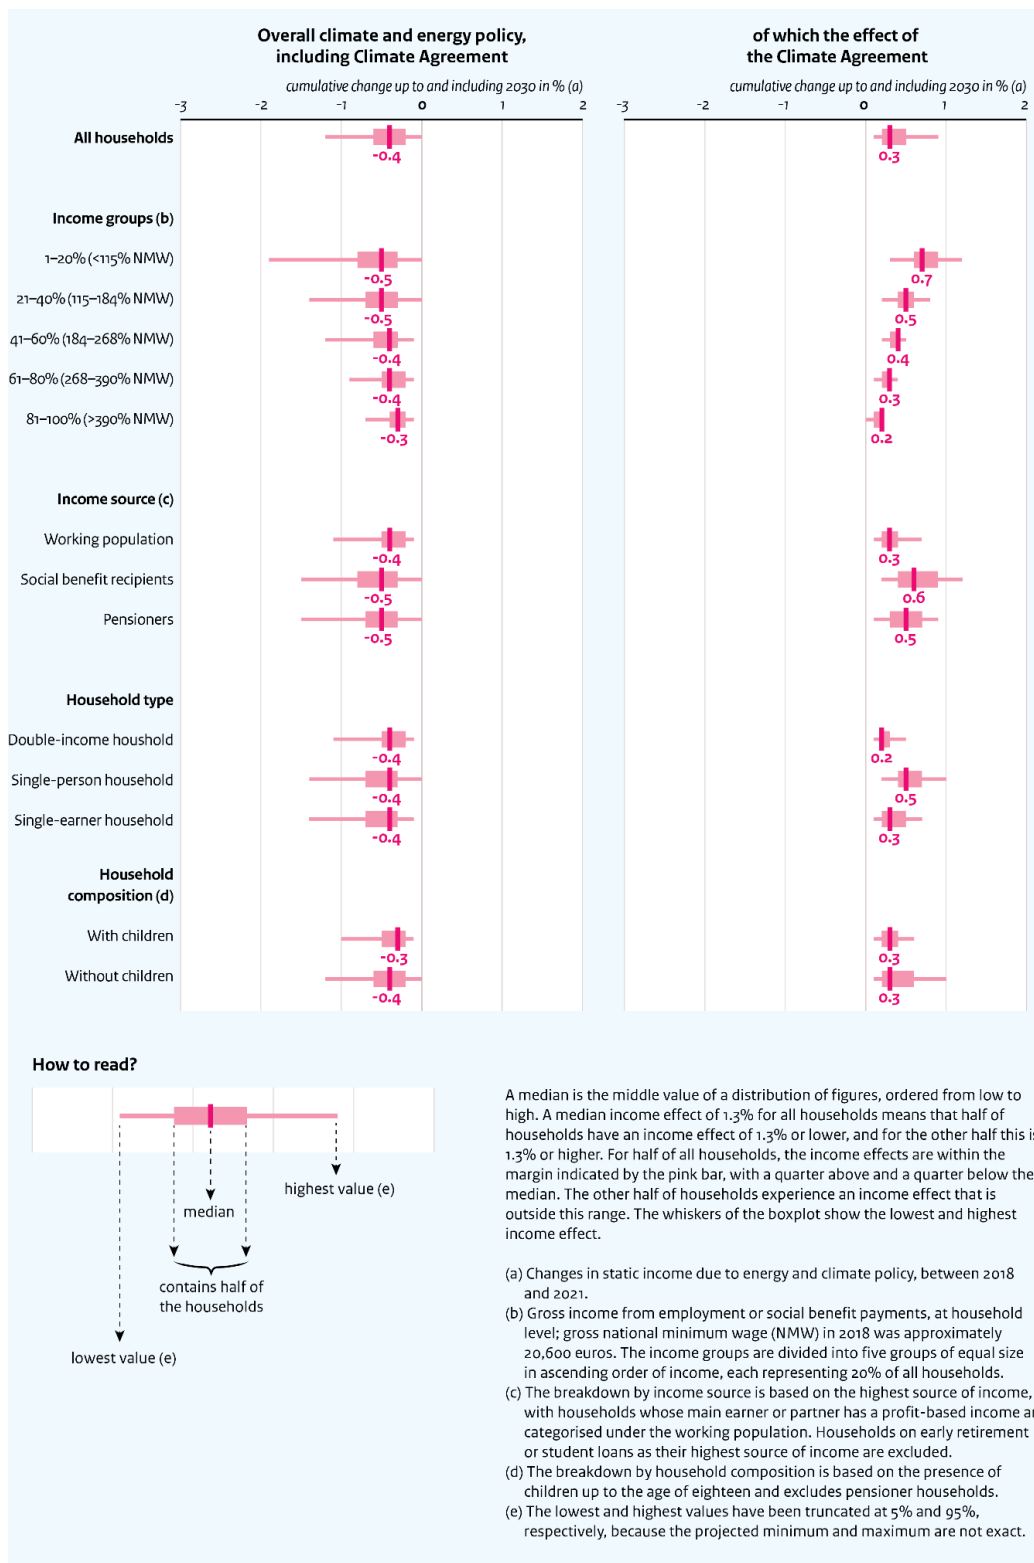 Overall climate and energy policy,
including Climate Agreement
of which the effect of
the Climate Agreement
cumulative change up to and including 2030 in % (a)
cumulative change up to and including 2030 in % (a)
-3 -2 -1 0 1 2
-3 -2 -1 0 1 2
All households
-0.4 0.3
Income groups (b)
1–20% (<115% NMW)
-0.5 0.7
21–40% (115–184% NMW)
-0.5 0.5
41–60% (184–268% NMW)
-0.4 0.4
61–80% (268–390% NMW)
-0.4 0.3
81–100% (>390% NMW)
-0.3 0.2
Income source (c)
Working population
-0.4 0.3
Social benefit recipients
-0.5 0.6
Pensioners
-0.5 0.5
Household type
Double-income houshold
-0.4 0.2
Single-person household
-0.4 0.5
Single-earner household
-0.4 0.3
Household
composition (d)
With children
-0.3 0.3
Without children
-0.4 0.3
How to read?
highest value (e)
median
contains half of
the households
lowest value (e)
A median is the middle value of a distribution of figures, ordered from low to
high. A median income effect of 1.3% for all households means that half of
households have an income effect of 1.3% or lower, and for the other half this is
1.3% or higher. For half of all households, the income effects are within the
margin indicated by the pink bar, with a quarter above and a quarter below the
median. The other half of households experience an income effect that is
outside this range. The whiskers of the boxplot show the lowest and highest
income effect.
(a) Changes in static income due to energy and climate policy, between 2018
and 2021.
(b) Gross income from employment or social benefit payments, at household
level; gross national minimum wage (NMW) in 2018 was approximately
20,600 euros. The income groups are divided into five groups of equal size
in ascending order of income, each representing 20% of all households.
(c) The breakdown by income source is based on the highest source of income,
with households whose main earner or partner has a profit-based income a
categorised under the working population. Households on early retirement
or student loans as their highest source of income are excluded.
(d) The breakdown by household composition is based on the presence of
children up to the age of eighteen and excludes pensioner households.
(e) The lowest and highest values have been truncated at 5% and 95%,
respectively, because the projected minimum and maximum are not exact.